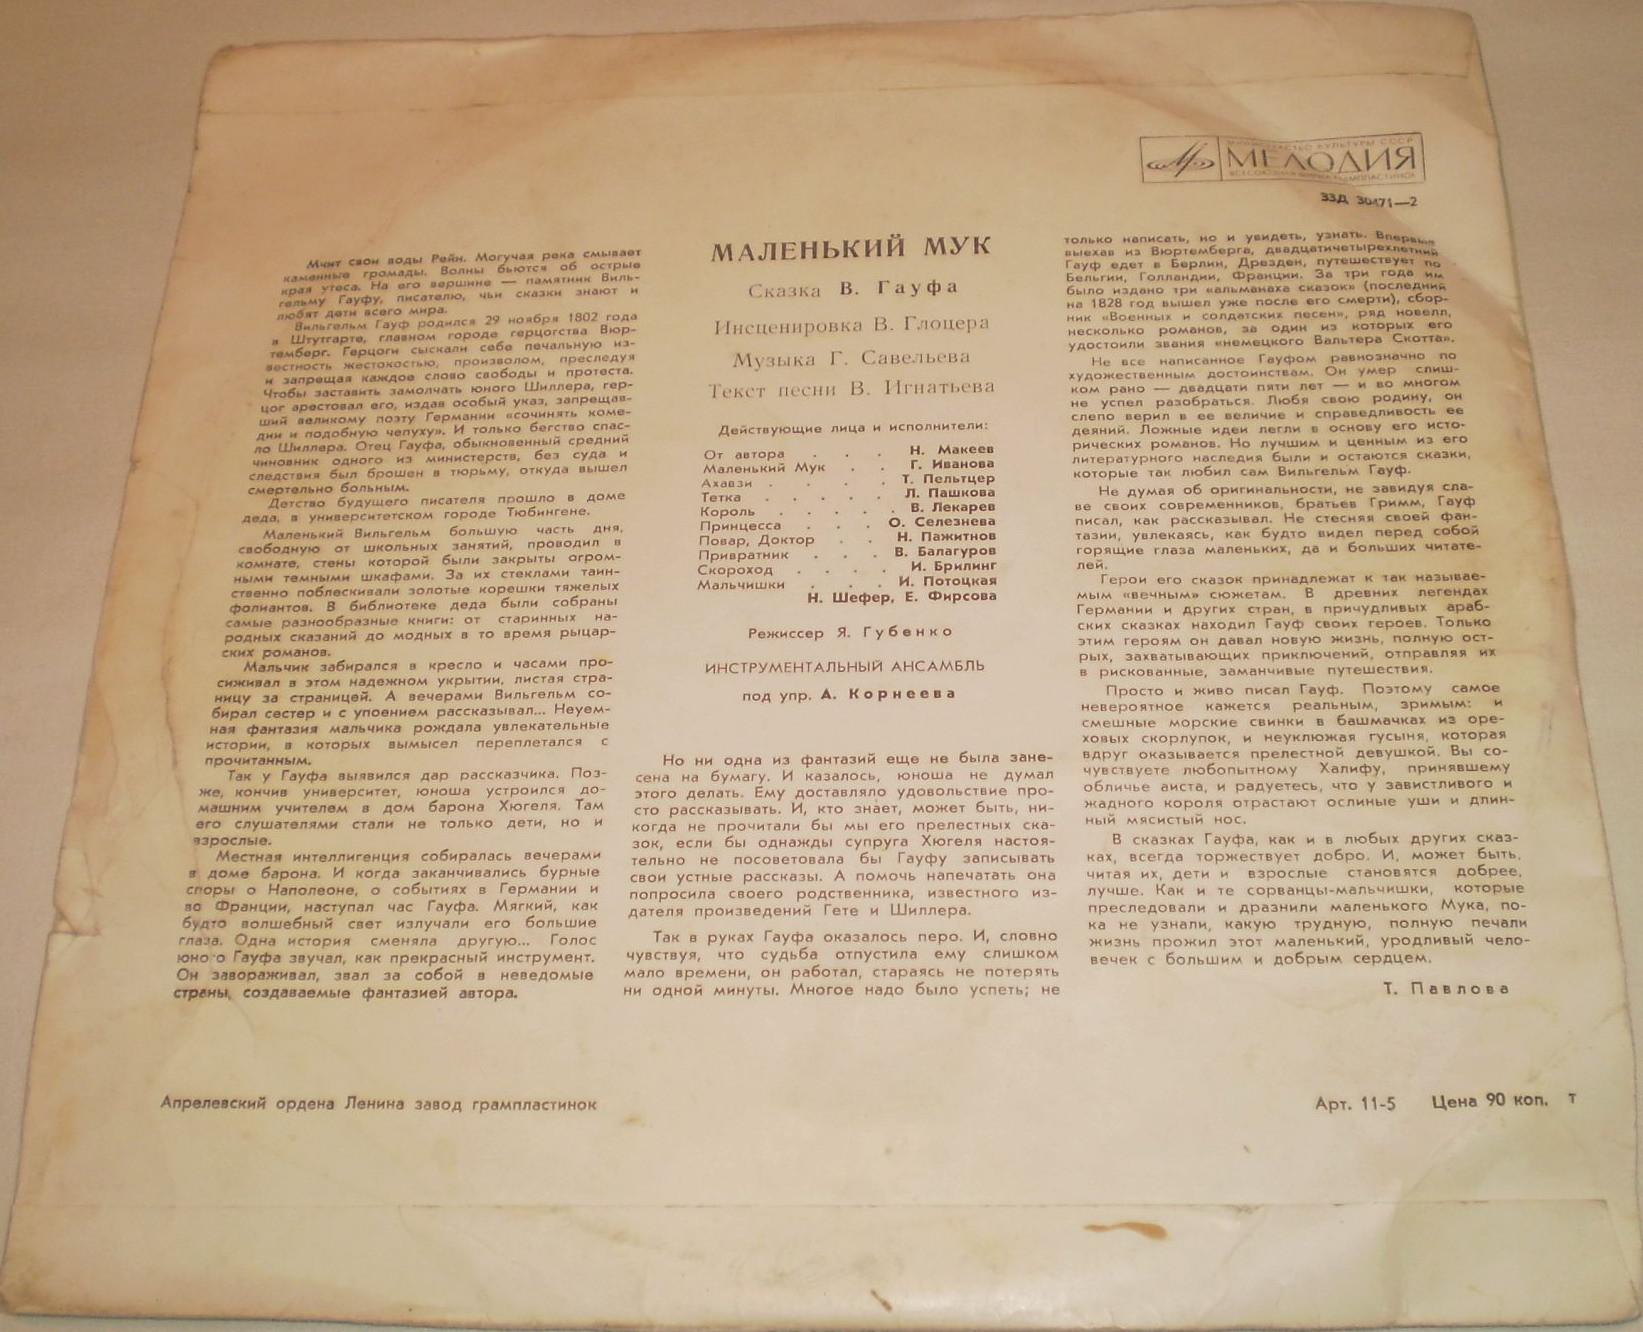 МИНИСТЕРСТВО КУЛЬТУРЫ СССР
МЕЛОДИЯ
ВСЕСОЮЗНАЯ ФИРМА ГРАМПЛАСТИНОК
33Д 30471—2
Мчит свои воды Рейн. Могучая река смывает
каменные громады. Волны бьются об острые
края утеса. На его вершине — памятник Виль-
гельму Гауфу, писателю, чьи сказки знают и
любят дети всего мира.
Вильгельм Гауф родился 29 ноября 1802 года
в Штутгарте, главном городе герцогства Вюр-
темберг. Герцоги сыскали себе печальную из-
вестность жестокостью, произволом, преследуя
и запрещая каждое слово свободы и протеста.
Чтобы заставить замолчать юного Шиллера, гер-
цог арестовал его, издав особый указ, запрещав-
ший великому поэту Германии «сочинять коме-
дии и подобную чепуху». И только бегство спас-
ло Шиллера. Отец Гауфа, обыкновенный средний
чиновник одного из министерств, без суда и
следствия был брошен в тюрьму, откуда вышел
смертельно больным.
Детство будущего писателя прошло в доме
деда, в университетском городе Тюбингене.
Маленький Вильгельм большую часть дня,
свободную от школьных занятий, проводил в
комнате, стены которой были закрыты огром-
ными темными шкафами. За их стеклами таин-
ственно поблескивали золотые корешки тяжелых
фолиантов. В библиотеке деда были собраны
самые разнообразные книги: от старинных на-
родных сказаний до модных в то время рыцар-
ских романов.
Мальчик забирался в кресло и часами про-
сиживал в этом надежном укрытии, листая стра-
ницу за страницей. А вечерами Вильгельм со-
бирал сестер и с упоением рассказывал... Неуем-
ная фантазия мальчика рождала увлекательные
истории, в которых вымысел переплетался с
прочитанным.
Так у Гауфа выявился дар рассказчика. Поз-
же, кончив университет, юноша устроился до-
машним учителем в дом барона Хюгеля. Там
его слушателями стали не только дети, но и
взрослые.
Местная интеллигенция собиралась вечерами
в доме барона. И когда заканчивались бурные
споры о Наполеоне, о событиях в Германии и
во Франции, наступал час Гауфа. Мягкий, как
будто волшебный свет излучали его большие
глаза. Одна история сменяла другую... Голос
юного Гауфа звучал, как прекрасный инструмент.
Он завораживал, звал за собой в неведомые
страны, создаваемые фантазией автора.
МАЛЕНЬКИЙ МУК
Сказка В. Гауфа
Инсценировка В. Глоцера
Музыка Г. Савельева
Текст песни В. Игнатьева
Действующие лица и исполнители:
От автора . . . Н. Макеев
Маленький Мук . . Г. Иванова
Ахавзи . . . . Т. Пельтцер
Тетка . . . . . Л. Пашкова
Король . . . . . В. Лекарев
Принцесса . . . О. Селезнева
Повар, Доктор . . Н. Пажитнов
Привратник . . . В. Балагуров
Скороход . . . . И. Брилинг
Мальчишки . . . И. Потоцкая
Н. Шефер, Е. Фирсова
Режиссер Я. Губенко
ИНСТРУМЕНТАЛЬНЫЙ АНСАМБЛЬ
под упр. А. Корнеева
Но ни одна из фантазий еще не была зане-
сена на бумагу. И казалось, юноша не думал
этого делать. Ему доставляло удовольствие про-
сто рассказывать. И, кто знает, может быть, ни-
когда не прочитали бы мы его прелестных ска-
зок, если бы однажды супруга Хюгеля настоя-
тельно не посоветовала бы Гауфу записывать
свои устные рассказы. А помочь напечатать она
попросила своего родственника, известного из-
дателя произведений Гете и Шиллера.
Так в руках Гауфа оказалось перо. И, словно
чувствуя, что судьба отпустила ему слишком
мало времени, он работал, стараясь не потерять
ни одной минуты. Многое надо было успеть; не
только написать, но и увидеть, узнать. Впервые
выехав из Вюртемберга, двадцатичетырехлетний
Гауф едет в Берлин, Дрезден, путешествует по
Бельгии, Голландии, Франции. За три года им
было издано три «альманаха сказок» (последний
на 1828 год вышел уже после его смерти), сбор-
ник «Военных и солдатских песен», ряд новелл,
несколько романов, за один из которых его
удостоили звания «немецкого Вальтера Скотта».
Не все написанное Гауфом равнозначно по
художественным достоинствам. Он умер слиш-
ком рано — двадцати пяти лет — и во многом
не успел разобраться. Любя свою родину, он
слепо верил в ее величие и справедливость ее
деяний. Ложные идеи легли в основу его исто-
рических романов. Но лучшим и ценным из его
литературного наследия были и остаются сказки,
которые так любил сам Вильгельм Гауф.
Не думая об оригинальности, не завидуя сла-
ве своих современников, братьев Гримм, Гауф
писал, как рассказывал. Не стесняя своей фан-
тазии, увлекаясь, как будто видел перед собой
горящие глаза маленьких, да и больших читате-
лей.
Герои его сказок принадлежат к так называе-
мым «вечным» сюжетам. В древних легендах
Германии и других стран, в причудливых араб-
ских сказках находил Гауф своих героев. Только
этим героям он давал новую жизнь, полную ост-
рых, захватывающих приключений, отправляя их
в рискованные, заманчивые путешествия.
Просто и живо писал Гауф. Поэтому самое
невероятное кажется реальным, зримым: и
смешные морские свинки в башмачках из оре-
ховых скорлупок, и неуклюжая гусыня, которая
вдруг оказывается прелестной девушкой. Вы со-
чувствуете любопытному Халифу, принявшему
обличье аиста, и радуетесь, что у завистливого и
жадного короля отрастают ослиные уши и длин-
ный мясистый нос.
В сказках Гауфа, как и в любых других сказ-
ках, всегда торжествует добро. И, может быть,
читая их, дети и взрослые становятся добрее,
лучше. Как и те сорванцы-мальчишки, которые
преследовали и дразнили маленького Мука, по-
ка не узнали, какую трудную, полную печали
жизнь прожил этот маленький, уродливый чело-
вечек с большим и добрым сердцем.
Т. Павлова
Апрелевский ордена Ленина завод грампластинок
Арт. 11-5 Цена 90 коп. т